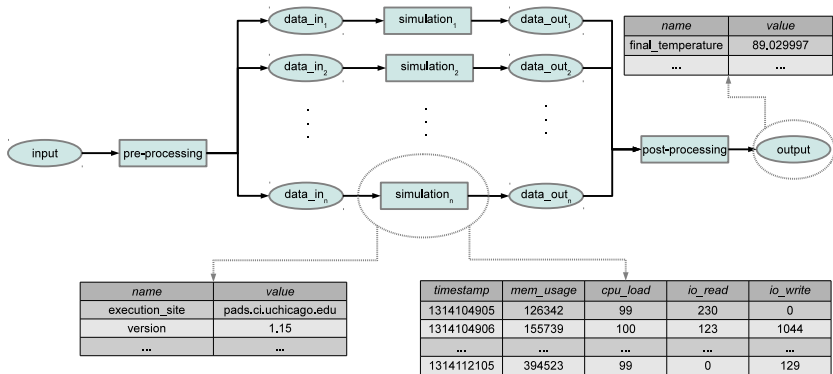 data_in₁ simulation₁ data_out₁
name value
final_temperature 89.029997
... ...
data_in₂ simulation₂ data_out₂
. . .
. . .
. . .
input pre-processing post-processing output
data_inₙ simulationₙ data_outₙ
name value
execution_site pads.ci.uchicago.edu
version 1.15
... ...
timestamp mem_usage cpu_load io_read io_write
1314104905 126342 99 230 0
1314104906 155739 100 123 1044
... ... ... ... ...
1314112105 394523 99 0 129